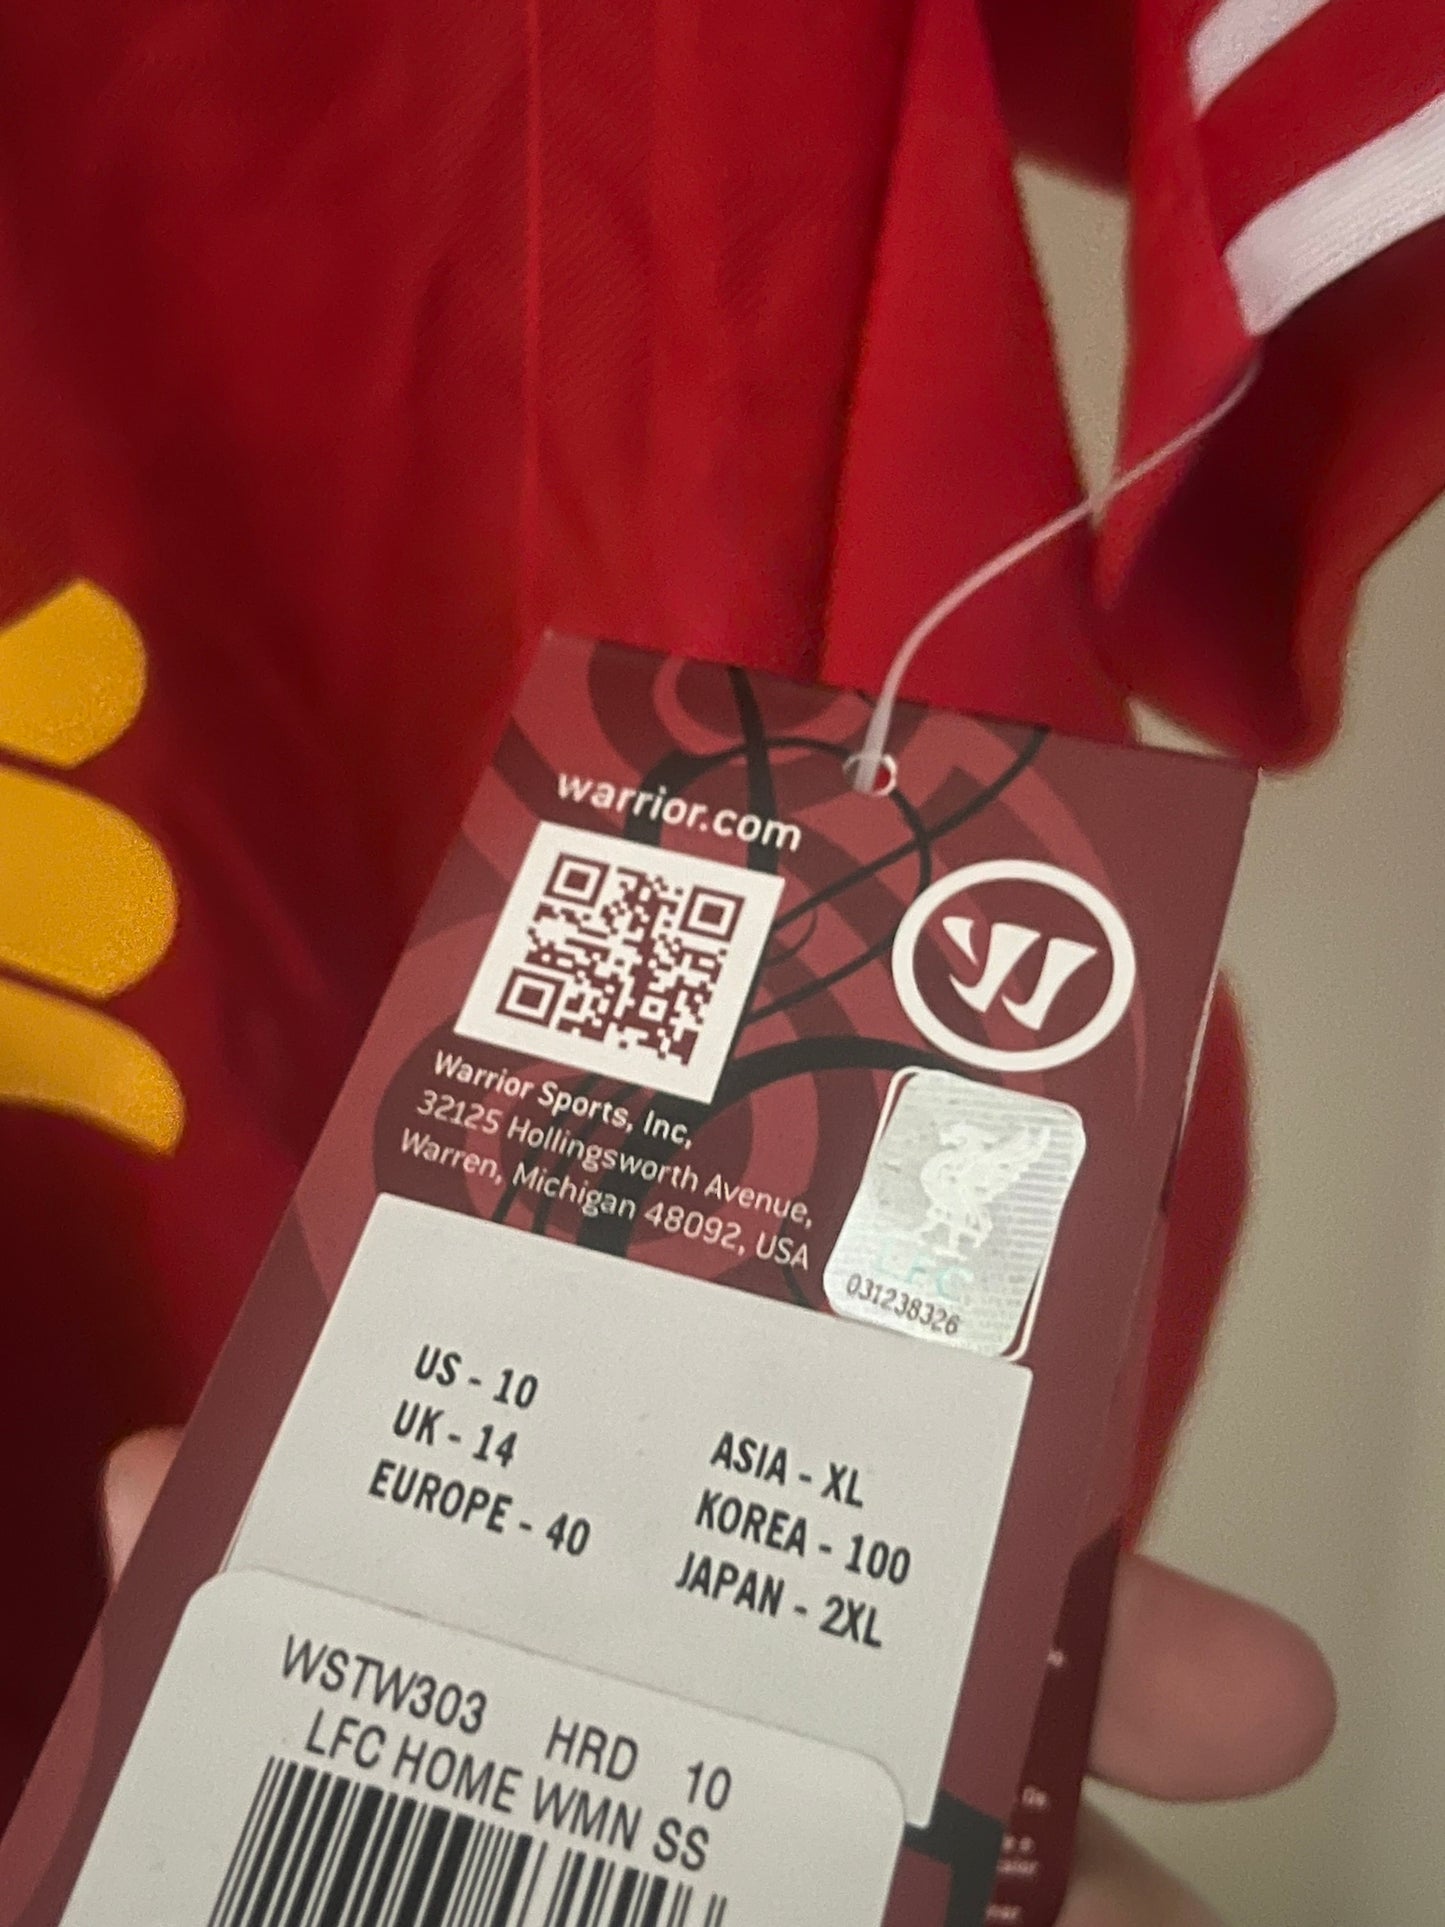 warrior.com
Warrior Sports, Inc,
32125 Hollingsworth Avenue,
Warren, Michigan 48092, USA
LFC
031238326
US - 10
UK - 14
EUROPE - 40
ASIA - XL
KOREA - 100
JAPAN - 2XL
WSTW303 HRD 10
LFC HOME WMN SS